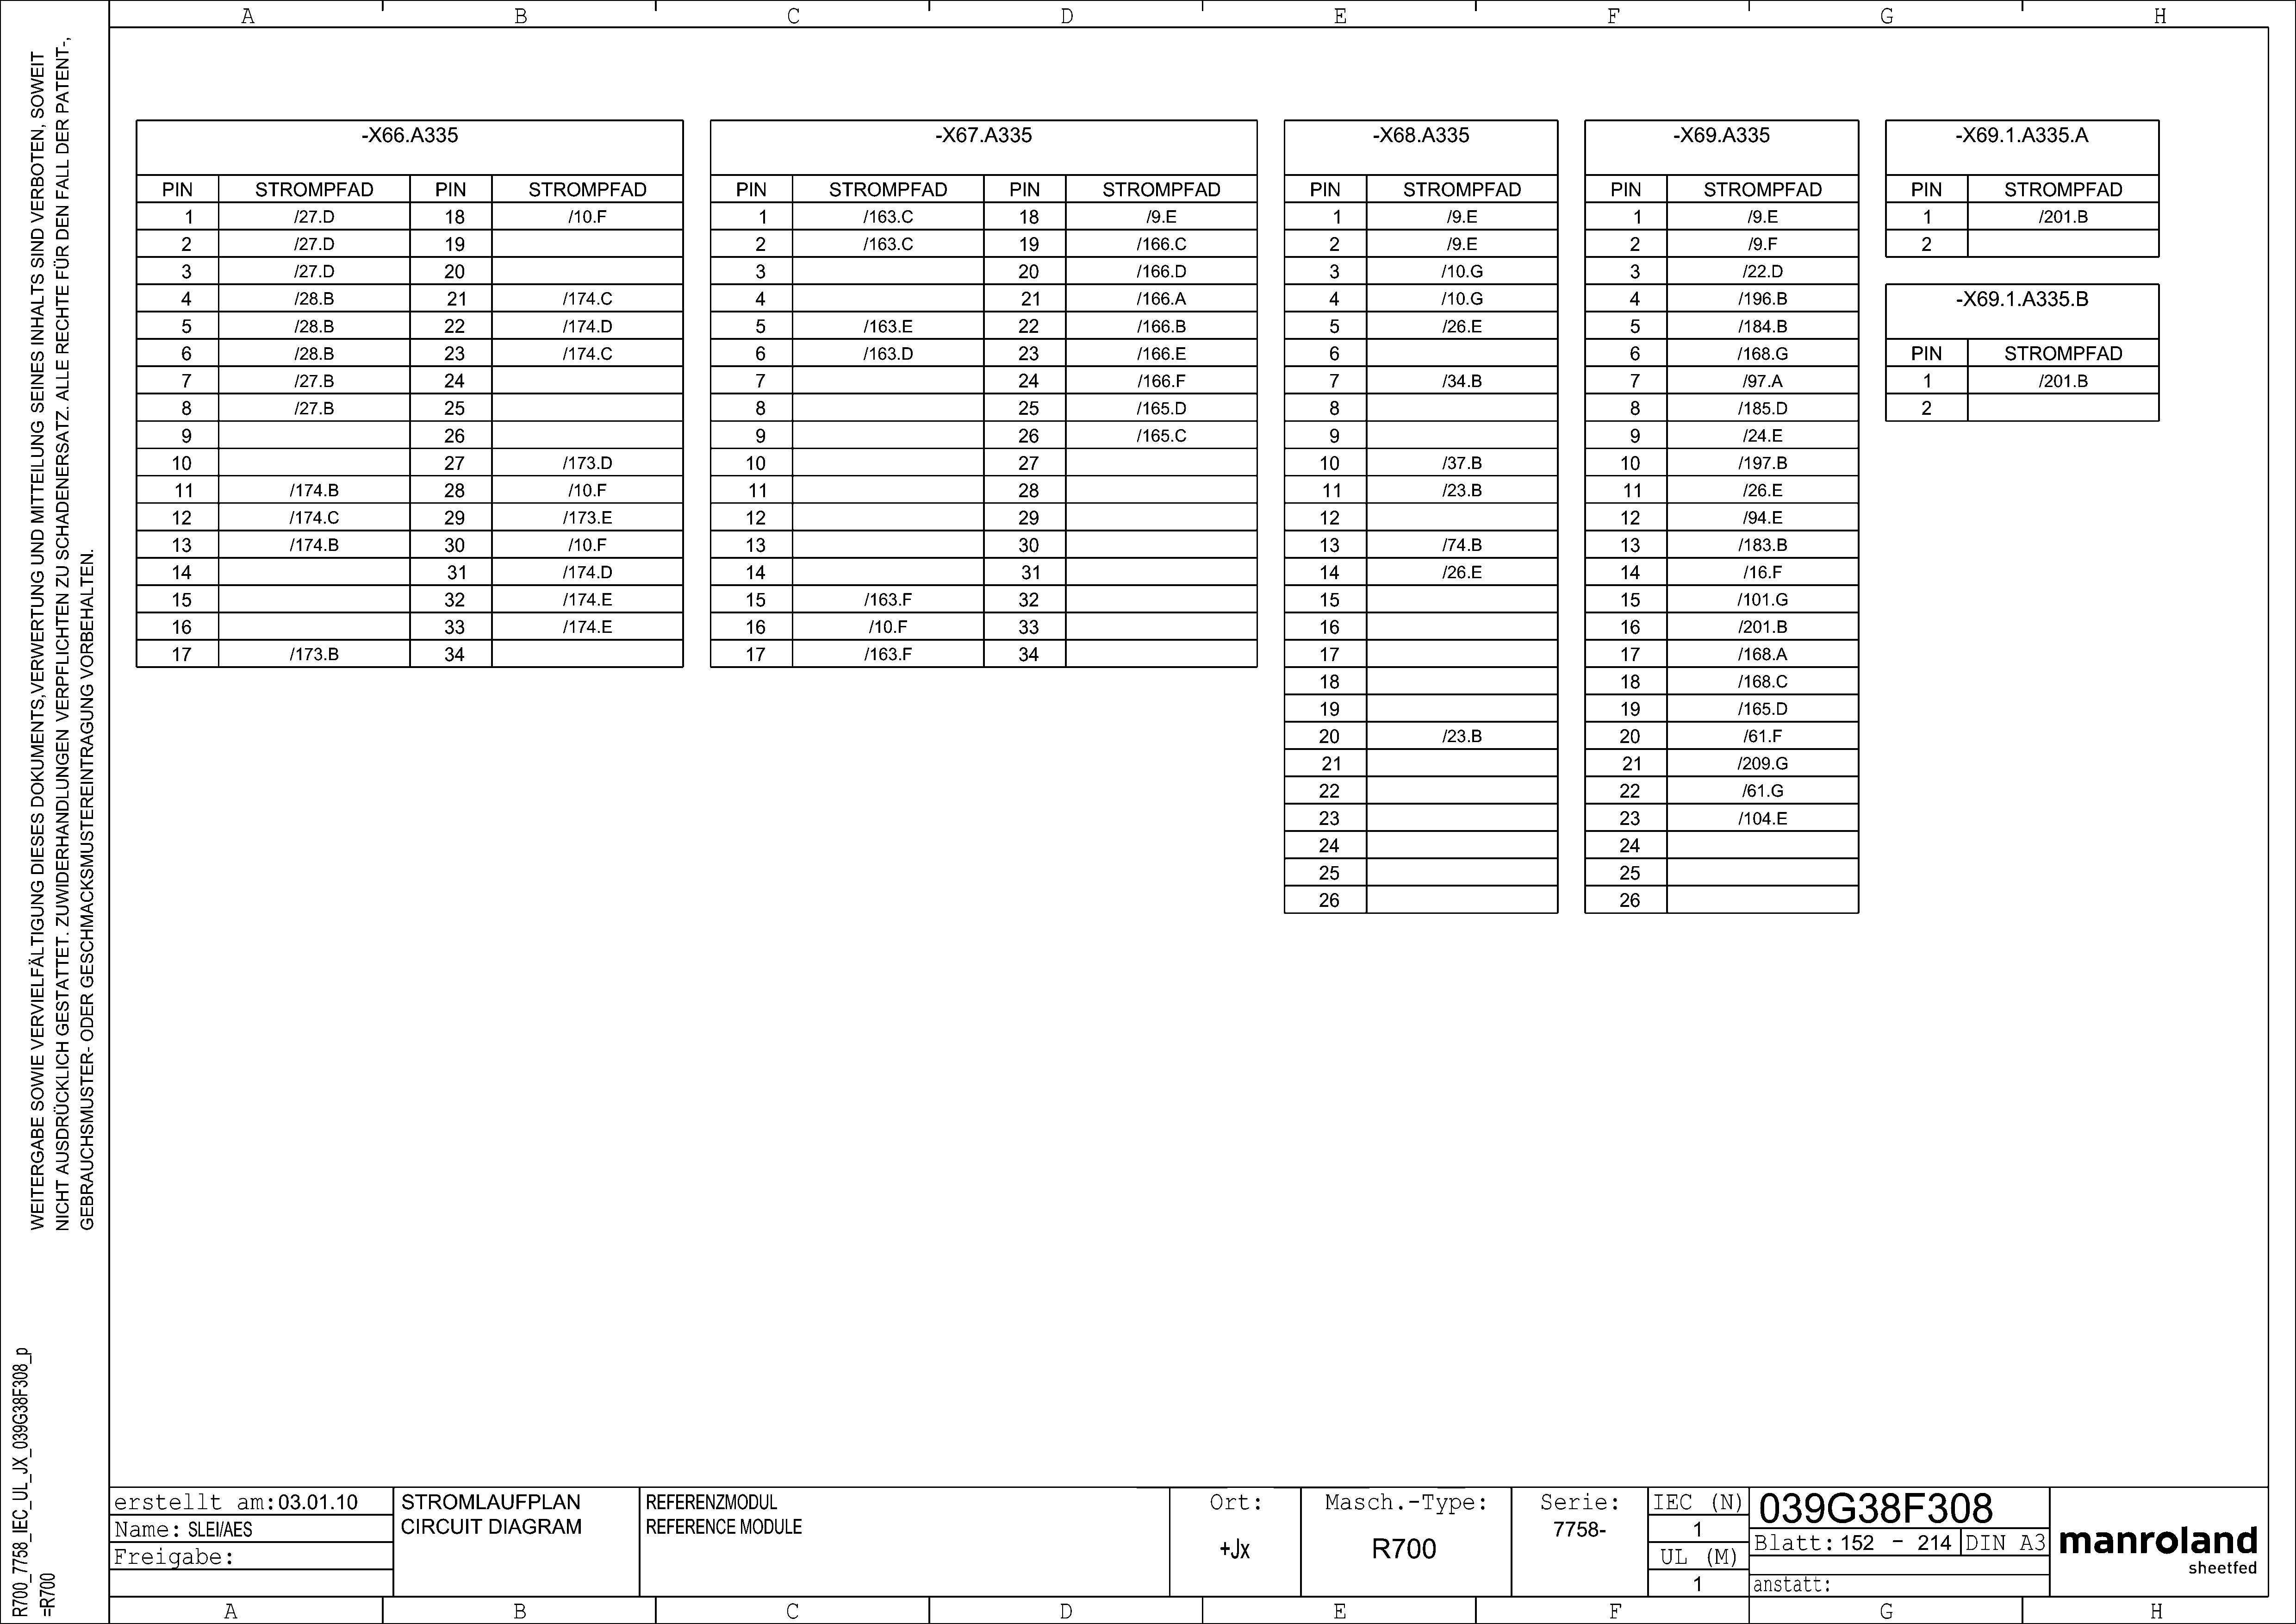 A B C D E F G H
WEITERGABE SOWIE VERVIELFÄLTIGUNG DIESES DOKUMENTS,VERWERTUNG UND MITTEILUNG SEINES INHALTS SIND VERBOTEN, SOWEIT
NICHT AUSDRÜCKLICH GESTATTET. ZUWIDERHANDLUNGEN VERPFLICHTEN ZU SCHADENERSATZ. ALLE RECHTE FÜR DEN FALL DER PATENT-,
GEBRAUCHSMUSTER- ODER GESCHMACKSMUSTEREINTRAGUNG VORBEHALTEN.
R700_7758_IEC_UL_JX_039G38F308_p
=R700
-X66.A335
PIN STROMPFAD PIN STROMPFAD
1 /27.D 18 /10.F
2 /27.D 19
3 /27.D 20
4 /28.B 21 /174.C
5 /28.B 22 /174.D
6 /28.B 23 /174.C
7 /27.B 24
8 /27.B 25
9 26
10 27 /173.D
11 /174.B 28 /10.F
12 /174.C 29 /173.E
13 /174.B 30 /10.F
14 31 /174.D
15 32 /174.E
16 33 /174.E
17 /173.B 34
-X67.A335
PIN STROMPFAD PIN STROMPFAD
1 /163.C 18 /9.E
2 /163.C 19 /166.C
3 20 /166.D
4 21 /166.A
5 /163.E 22 /166.B
6 /163.D 23 /166.E
7 24 /166.F
8 25 /165.D
9 26 /165.C
10 27
11 28
12 29
13 30
14 31
15 /163.F 32
16 /10.F 33
17 /163.F 34
-X68.A335
PIN STROMPFAD
1 /9.E
2 /9.E
3 /10.G
4 /10.G
5 /26.E
6
7 /34.B
8
9
10 /37.B
11 /23.B
12
13 /74.B
14 /26.E
15
16
17
18
19
20 /23.B
21
22
23
24
25
26
-X69.A335
PIN STROMPFAD
1 /9.E
2 /9.F
3 /22.D
4 /196.B
5 /184.B
6 /168.G
7 /97.A
8 /185.D
9 /24.E
10 /197.B
11 /26.E
12 /94.E
13 /183.B
14 /16.F
15 /101.G
16 /201.B
17 /168.A
18 /168.C
19 /165.D
20 /61.F
21 /209.G
22 /61.G
23 /104.E
24
25
26
-X69.1.A335.A
PIN STROMPFAD
1 /201.B
2
-X69.1.A335.B
PIN STROMPFAD
1 /201.B
2
erstellt am: 03.01.10
Name: SLEI/AES
Freigabe:
STROMLAUFPLAN
CIRCUIT DIAGRAM
REFERENZMODUL
REFERENCE MODULE
Ort:
+Jx
Masch.-Type:
R700
Serie:
7758-
IEC (N)
1
UL (M)
1
039G38F308
Blatt: 152 - 214 DIN A3
anstatt:
manroland
sheetfed
A B C D E F G H